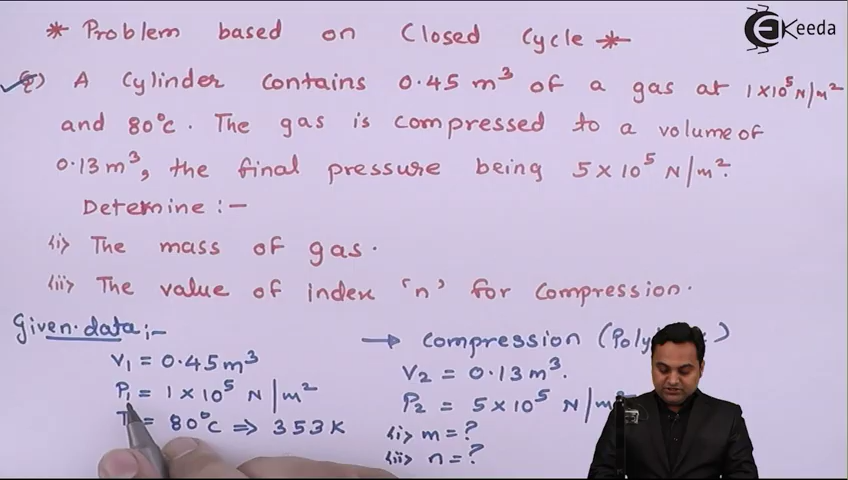 * Problem based on Closed Cycle *
EKeeda
Q) A Cylinder contains 0.45 m³ of a gas at 1×10⁵ N/m²
and 80°C. The gas is compressed to a volume of
0.13 m³, the final pressure being 5×10⁵ N/m².
Determine :-
(i) The mass of gas.
(ii) The value of index 'n' for compression.
Given data :-
V₁ = 0.45 m³
P₁ = 1×10⁵ N/m²
= 80°C ⇒ 353K
→ Compression
V₂ = 0.13 m³.
P₂ = 5×10⁵ N/m
(i) m = ?
(ii) n = ?